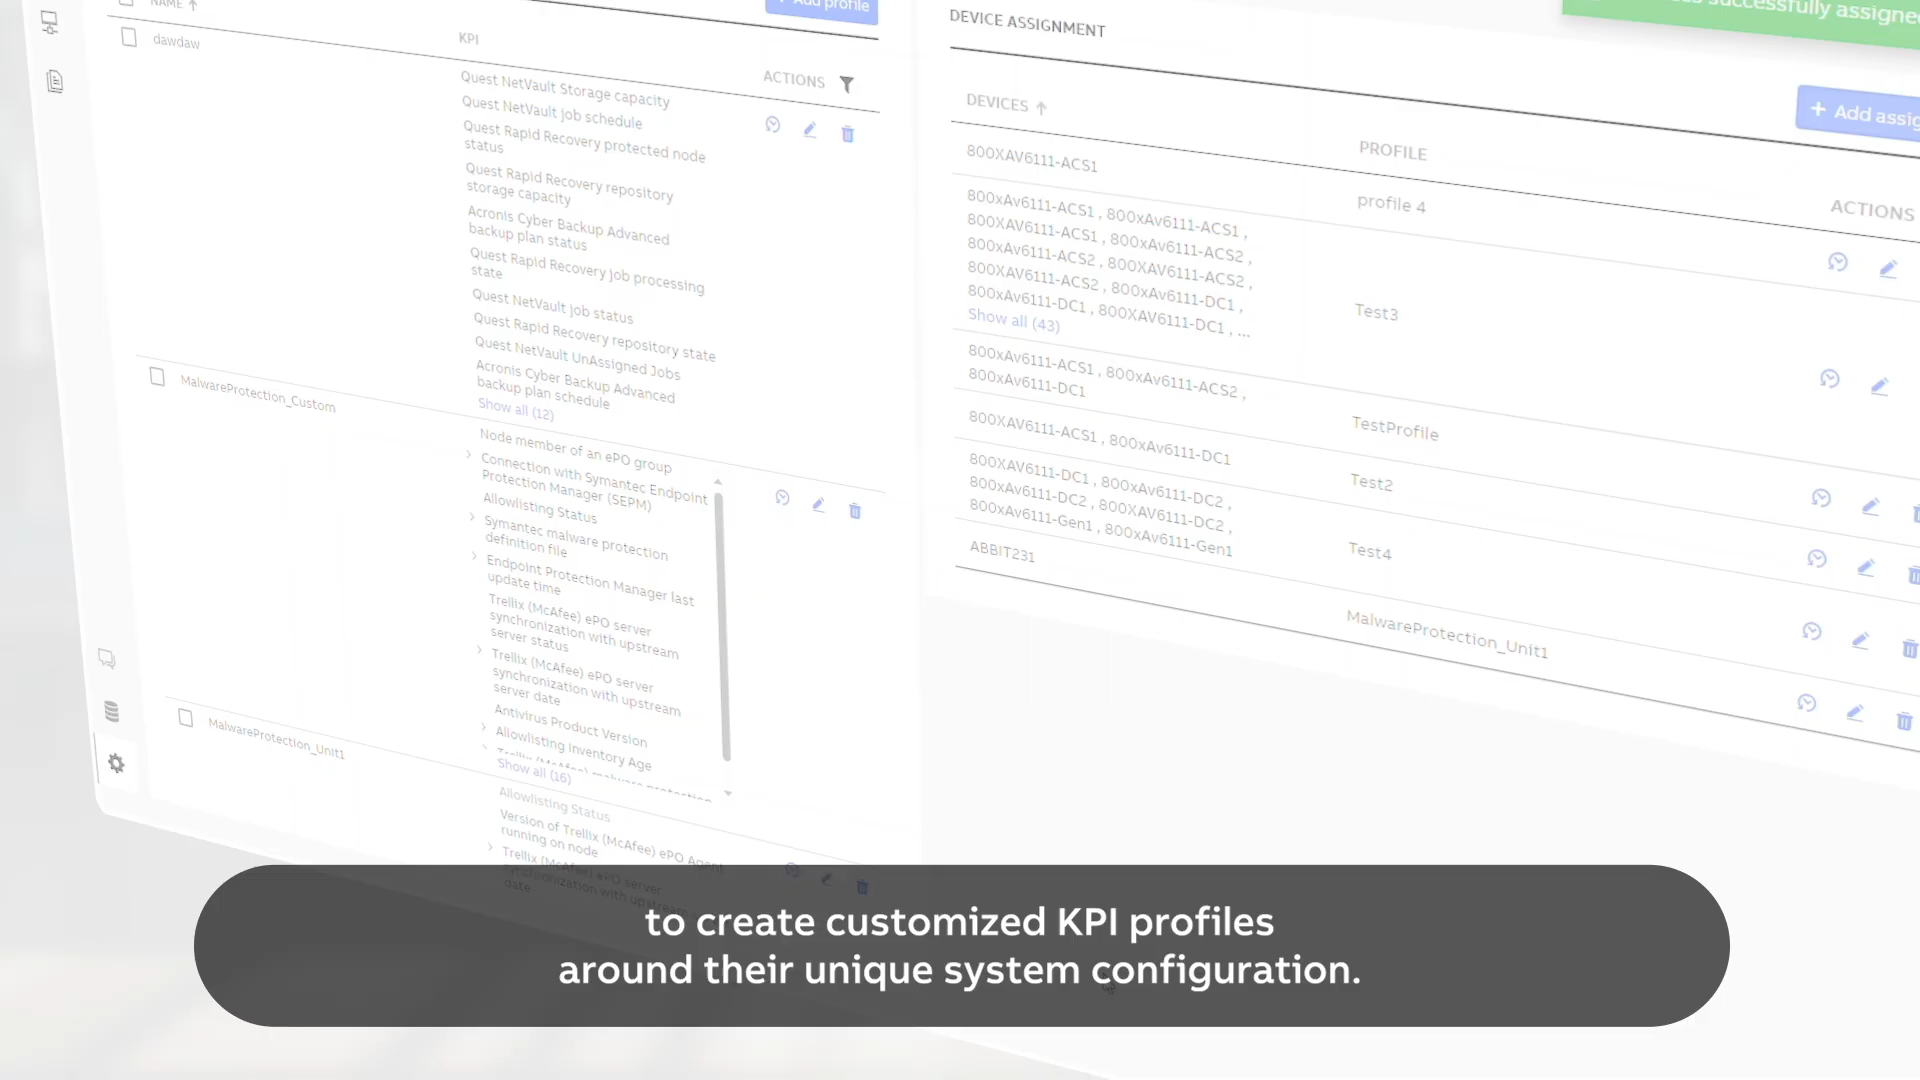 NAME ↑
Add profile
dawdaw
KPI
ACTIONS
Quest NetVault Storage capacity
Quest NetVault job schedule
Quest Rapid Recovery protected node
status
Quest Rapid Recovery repository
storage capacity
Acronis Cyber Backup Advanced
backup plan status
Quest Rapid Recovery job processing
state
Quest NetVault job status
Quest Rapid Recovery repository state
Quest NetVault UnAssigned Jobs
Acronis Cyber Backup Advanced
backup plan schedule
Show all (12)
MalwareProtection_Custom
Node member of an ePO group
Connection with Symantec Endpoint
Protection Manager (SEPM)
Allowlisting Status
Symantec malware protection
definition file
Endpoint Protection Manager last
update time
Trellix (McAfee) ePO server
synchronization with upstream
server status
Trellix (McAfee) ePO server
synchronization with upstream
server date
Antivirus Product Version
Allowlisting Inventory Age
Show all (16)
MalwareProtection_Unit1
Allowlisting Status
Version of Trellix (McAfee) ePO Agent
running on node
Trellix (McAfee) ePO server
synchronization with upstream
date
DEVICE ASSIGNMENT
successfully assigned
+ Add assig
DEVICES ↑
PROFILE
ACTIONS
800XAV6111-ACS1
profile 4
800xAv6111-ACS1 , 800xAv6111-ACS1 ,
800XAV6111-ACS1 , 800xAv6111-ACS2 ,
800xAv6111-ACS2 , 800XAv6111-ACS2 ,
800XAV6111-ACS2 , 800xAv6111-DC1 ,
800xAv6111-DC1 , 800XAV6111-DC1 , ...
Show all (43)
Test3
800xAv6111-ACS1 , 800xAv6111-ACS2 ,
800xAv6111-DC1
TestProfile
800XAV6111-ACS1 , 800xAv6111-DC1
Test2
800XAV6111-DC1 , 800xAv6111-DC2 ,
800xAv6111-DC2 , 800XAV6111-DC2 ,
800xAv6111-Gen1 , 800xAv6111-Gen1
Test4
ABBIT231
MalwareProtection_Unit1
to create customized KPI profiles
around their unique system configuration.